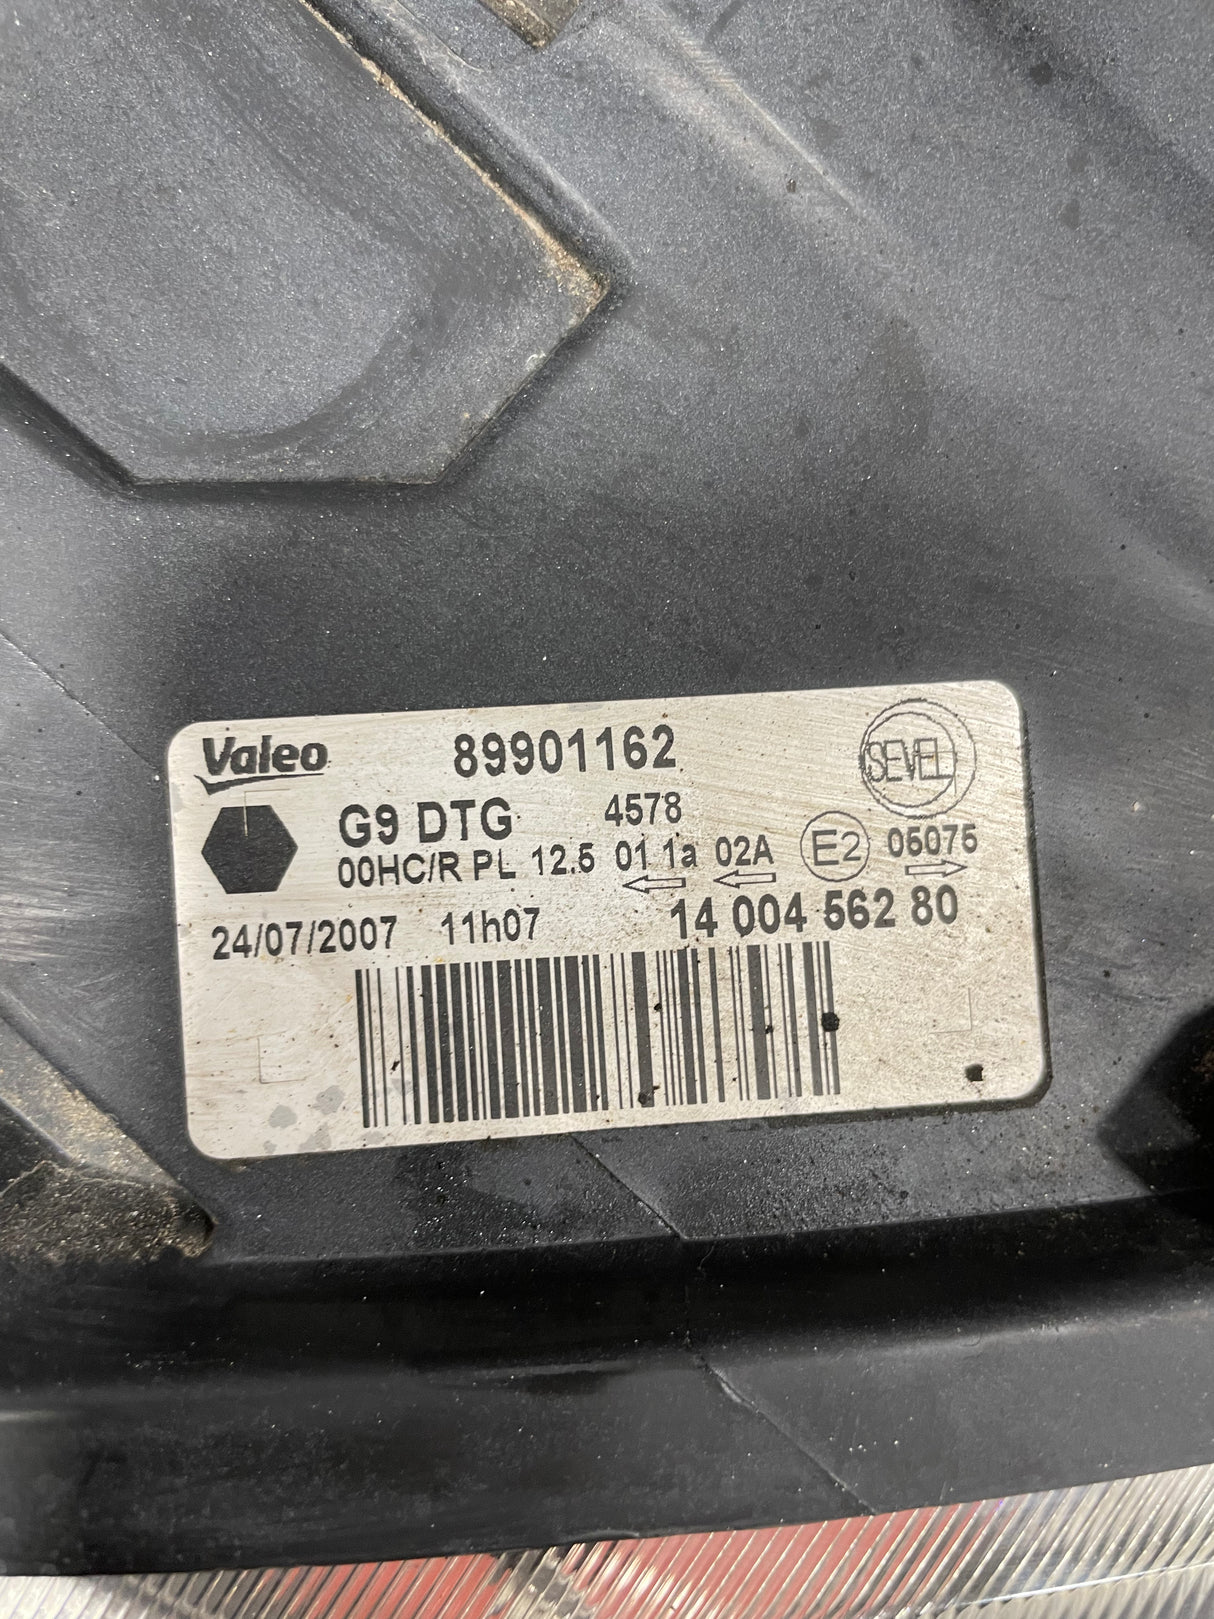 Valeo 89901162 SEVEL
G9 DTG 4578
00HC/R PL 12.5 01 1a 02A E2 05075
24/07/2007 11h07 14 004 562 80